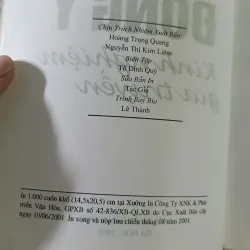 Chịu Trách Nhiệm Xuất Bản
Hoàng Trọng Quang
Nguyễn Thị Kim Liên
Biên Tập
Tô Đình Quý
Sửa Bản In
Tác Giả
Trình Bày Bìa
Lê Thành
in 1.000 cuốn khổ (14,5x20,5) cm tại Xưởng In Công Ty XNK & Phát
triển Văn Hóa, GPXB số 42-836/XB-QLXB do Cục Xuất Bản cấp
ngày 19/06/2001. In xong và nộp lưu chiểu tháng 08 năm 2001.